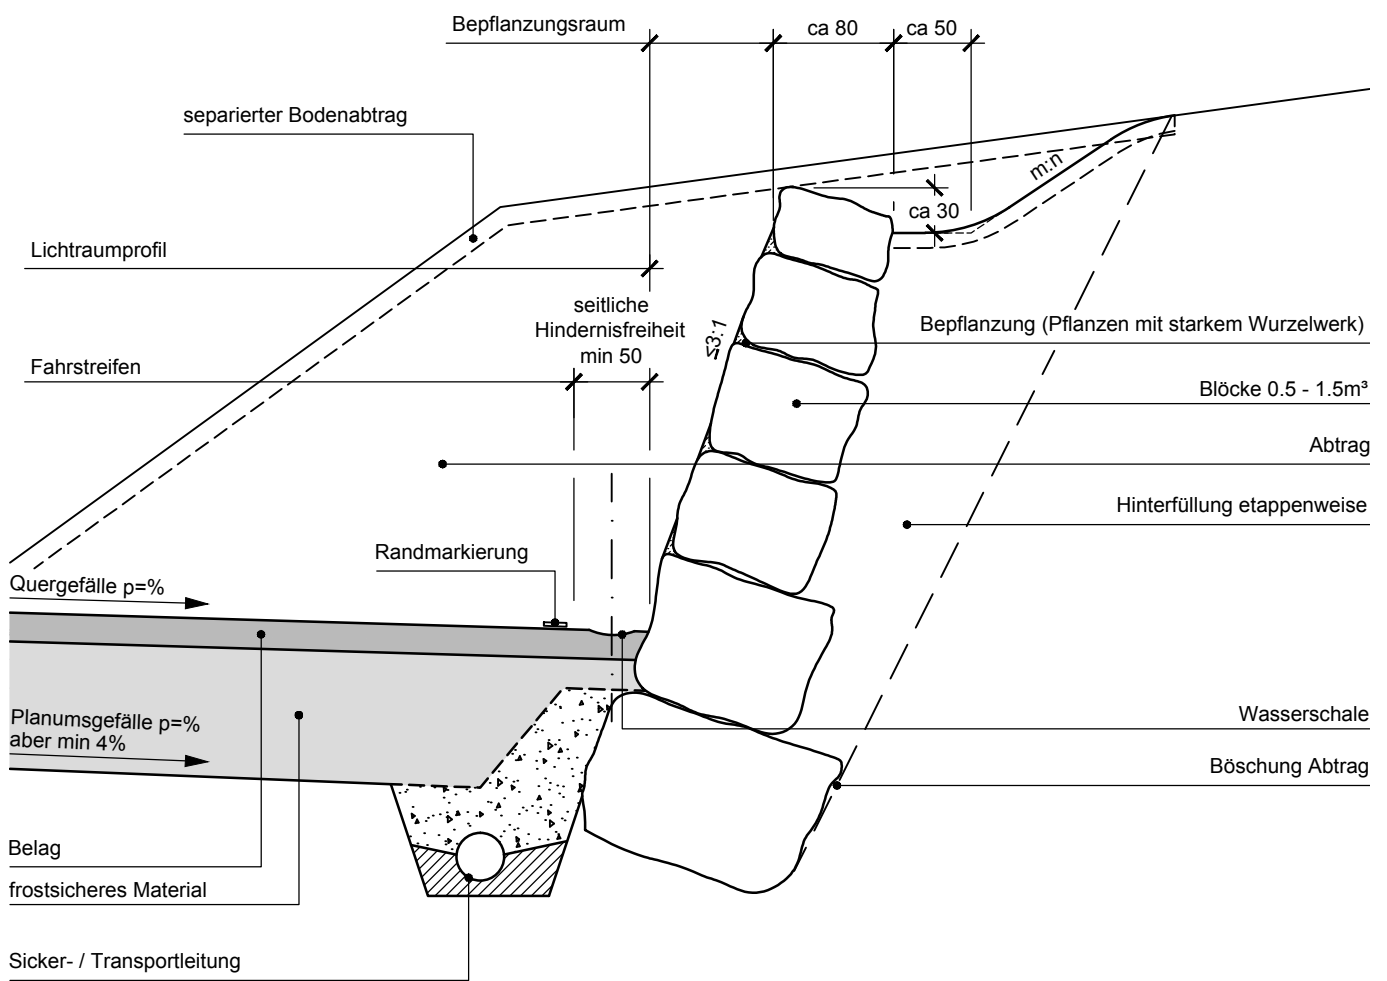 Bepflanzungsraum
ca 80
ca 50
separierter Bodenabtrag
m:n
ca 30
Lichtraumprofil
seitliche
Hindernisfreiheit
min 50
≤3:1
Bepflanzung (Pflanzen mit starkem Wurzelwerk)
Fahrstreifen
Blöcke 0.5 - 1.5m³
Abtrag
Hinterfüllung etappenweise
Randmarkierung
Quergefälle p=%
Planumsgefälle p=%
aber min 4%
Wasserschale
Böschung Abtrag
Belag
frostsicheres Material
Sicker- / Transportleitung